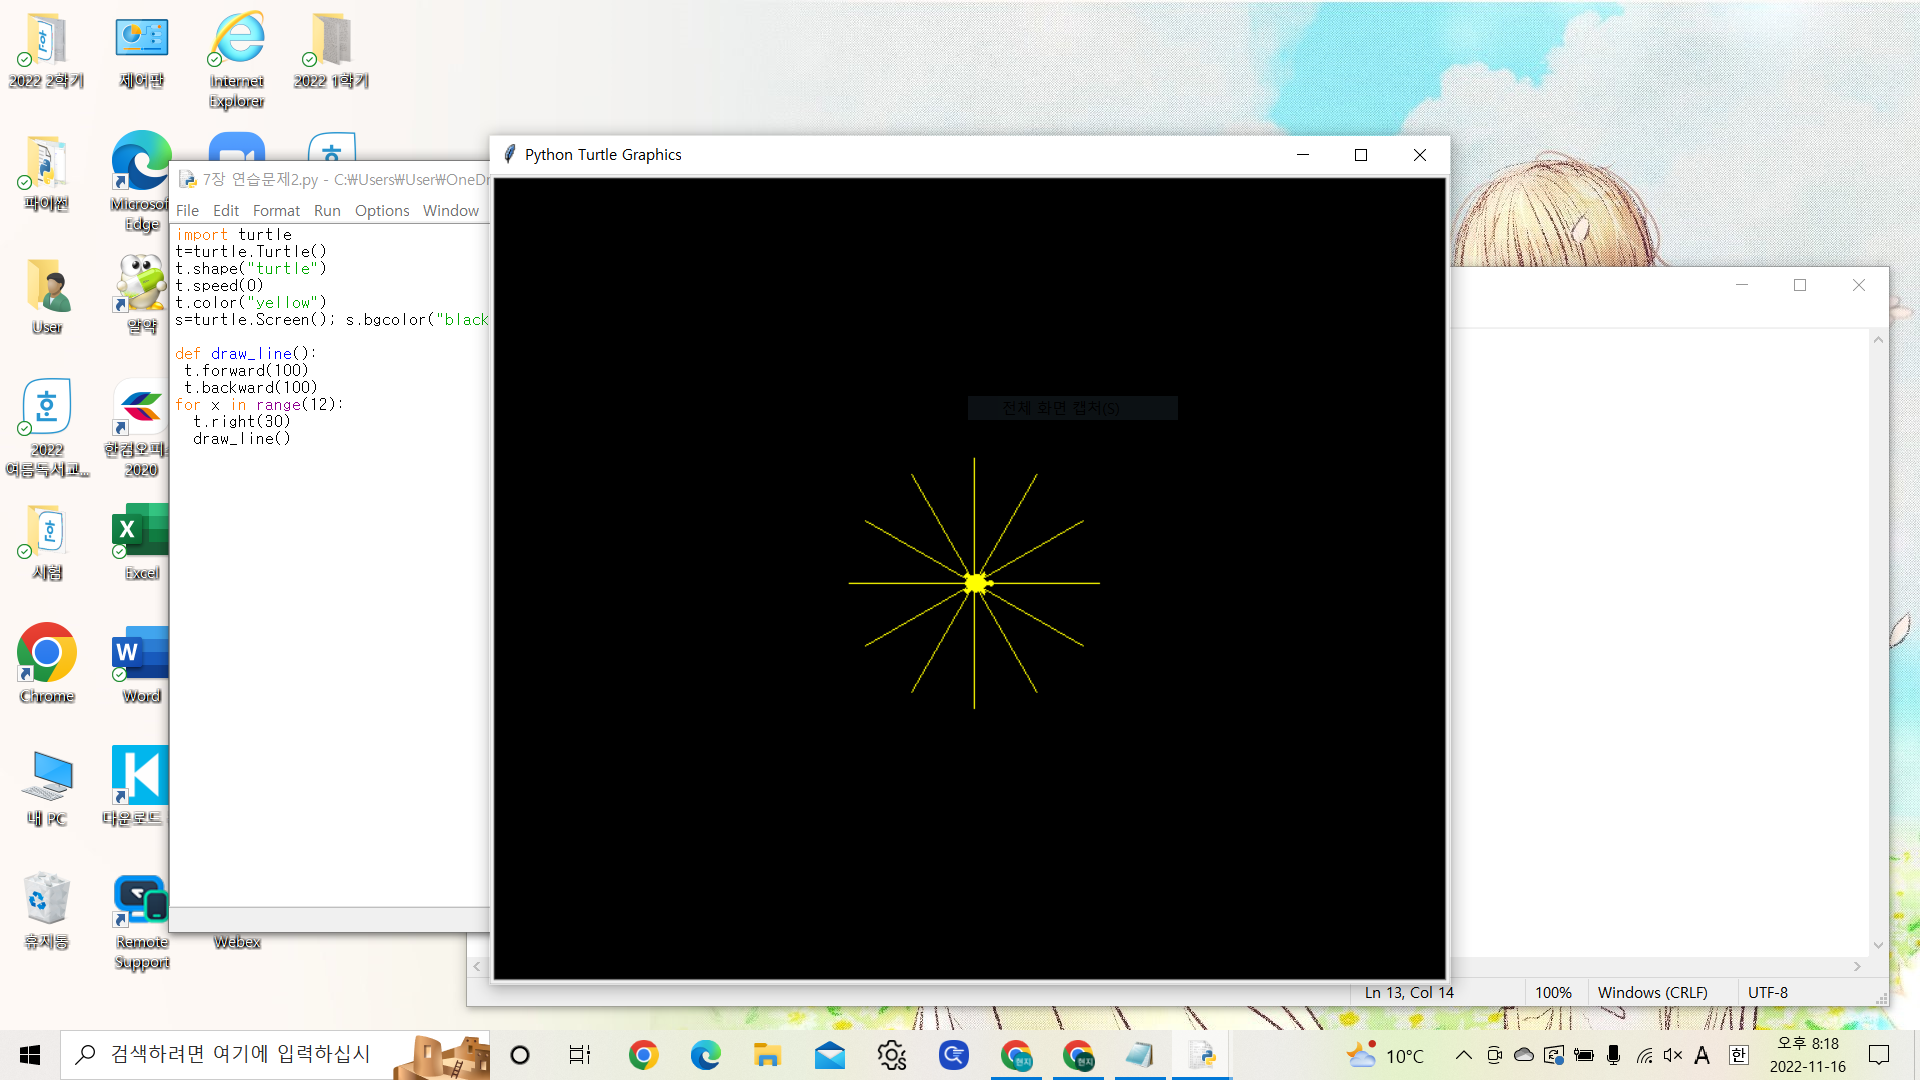 2022 2학기
제어판
Internet
Explorer
2022 1학기
파이썬
Microsoft
Edge
User
알약
2022
여름독서교...
한컴오피스
2020
시험
Excel
Chrome
Word
내 PC
다운로드
휴지통
Remote
Support
Webex
7장 연습문제2.py - C:₩Users₩User₩OneDr
File Edit Format Run Options Window
import turtle
t=turtle.Turtle()
t.shape("turtle")
t.speed(0)
t.color("yellow")
s=turtle.Screen(); s.bgcolor("black
def draw_line():
t.forward(100)
t.backward(100)
for x in range(12):
t.right(30)
draw_line()
Python Turtle Graphics
전체 화면 캡처(S)
Ln 13, Col 14
100%
Windows (CRLF)
UTF-8
검색하려면 여기에 입력하십시
현지
현지
10°C
A
한
오후 8:18
2022-11-16